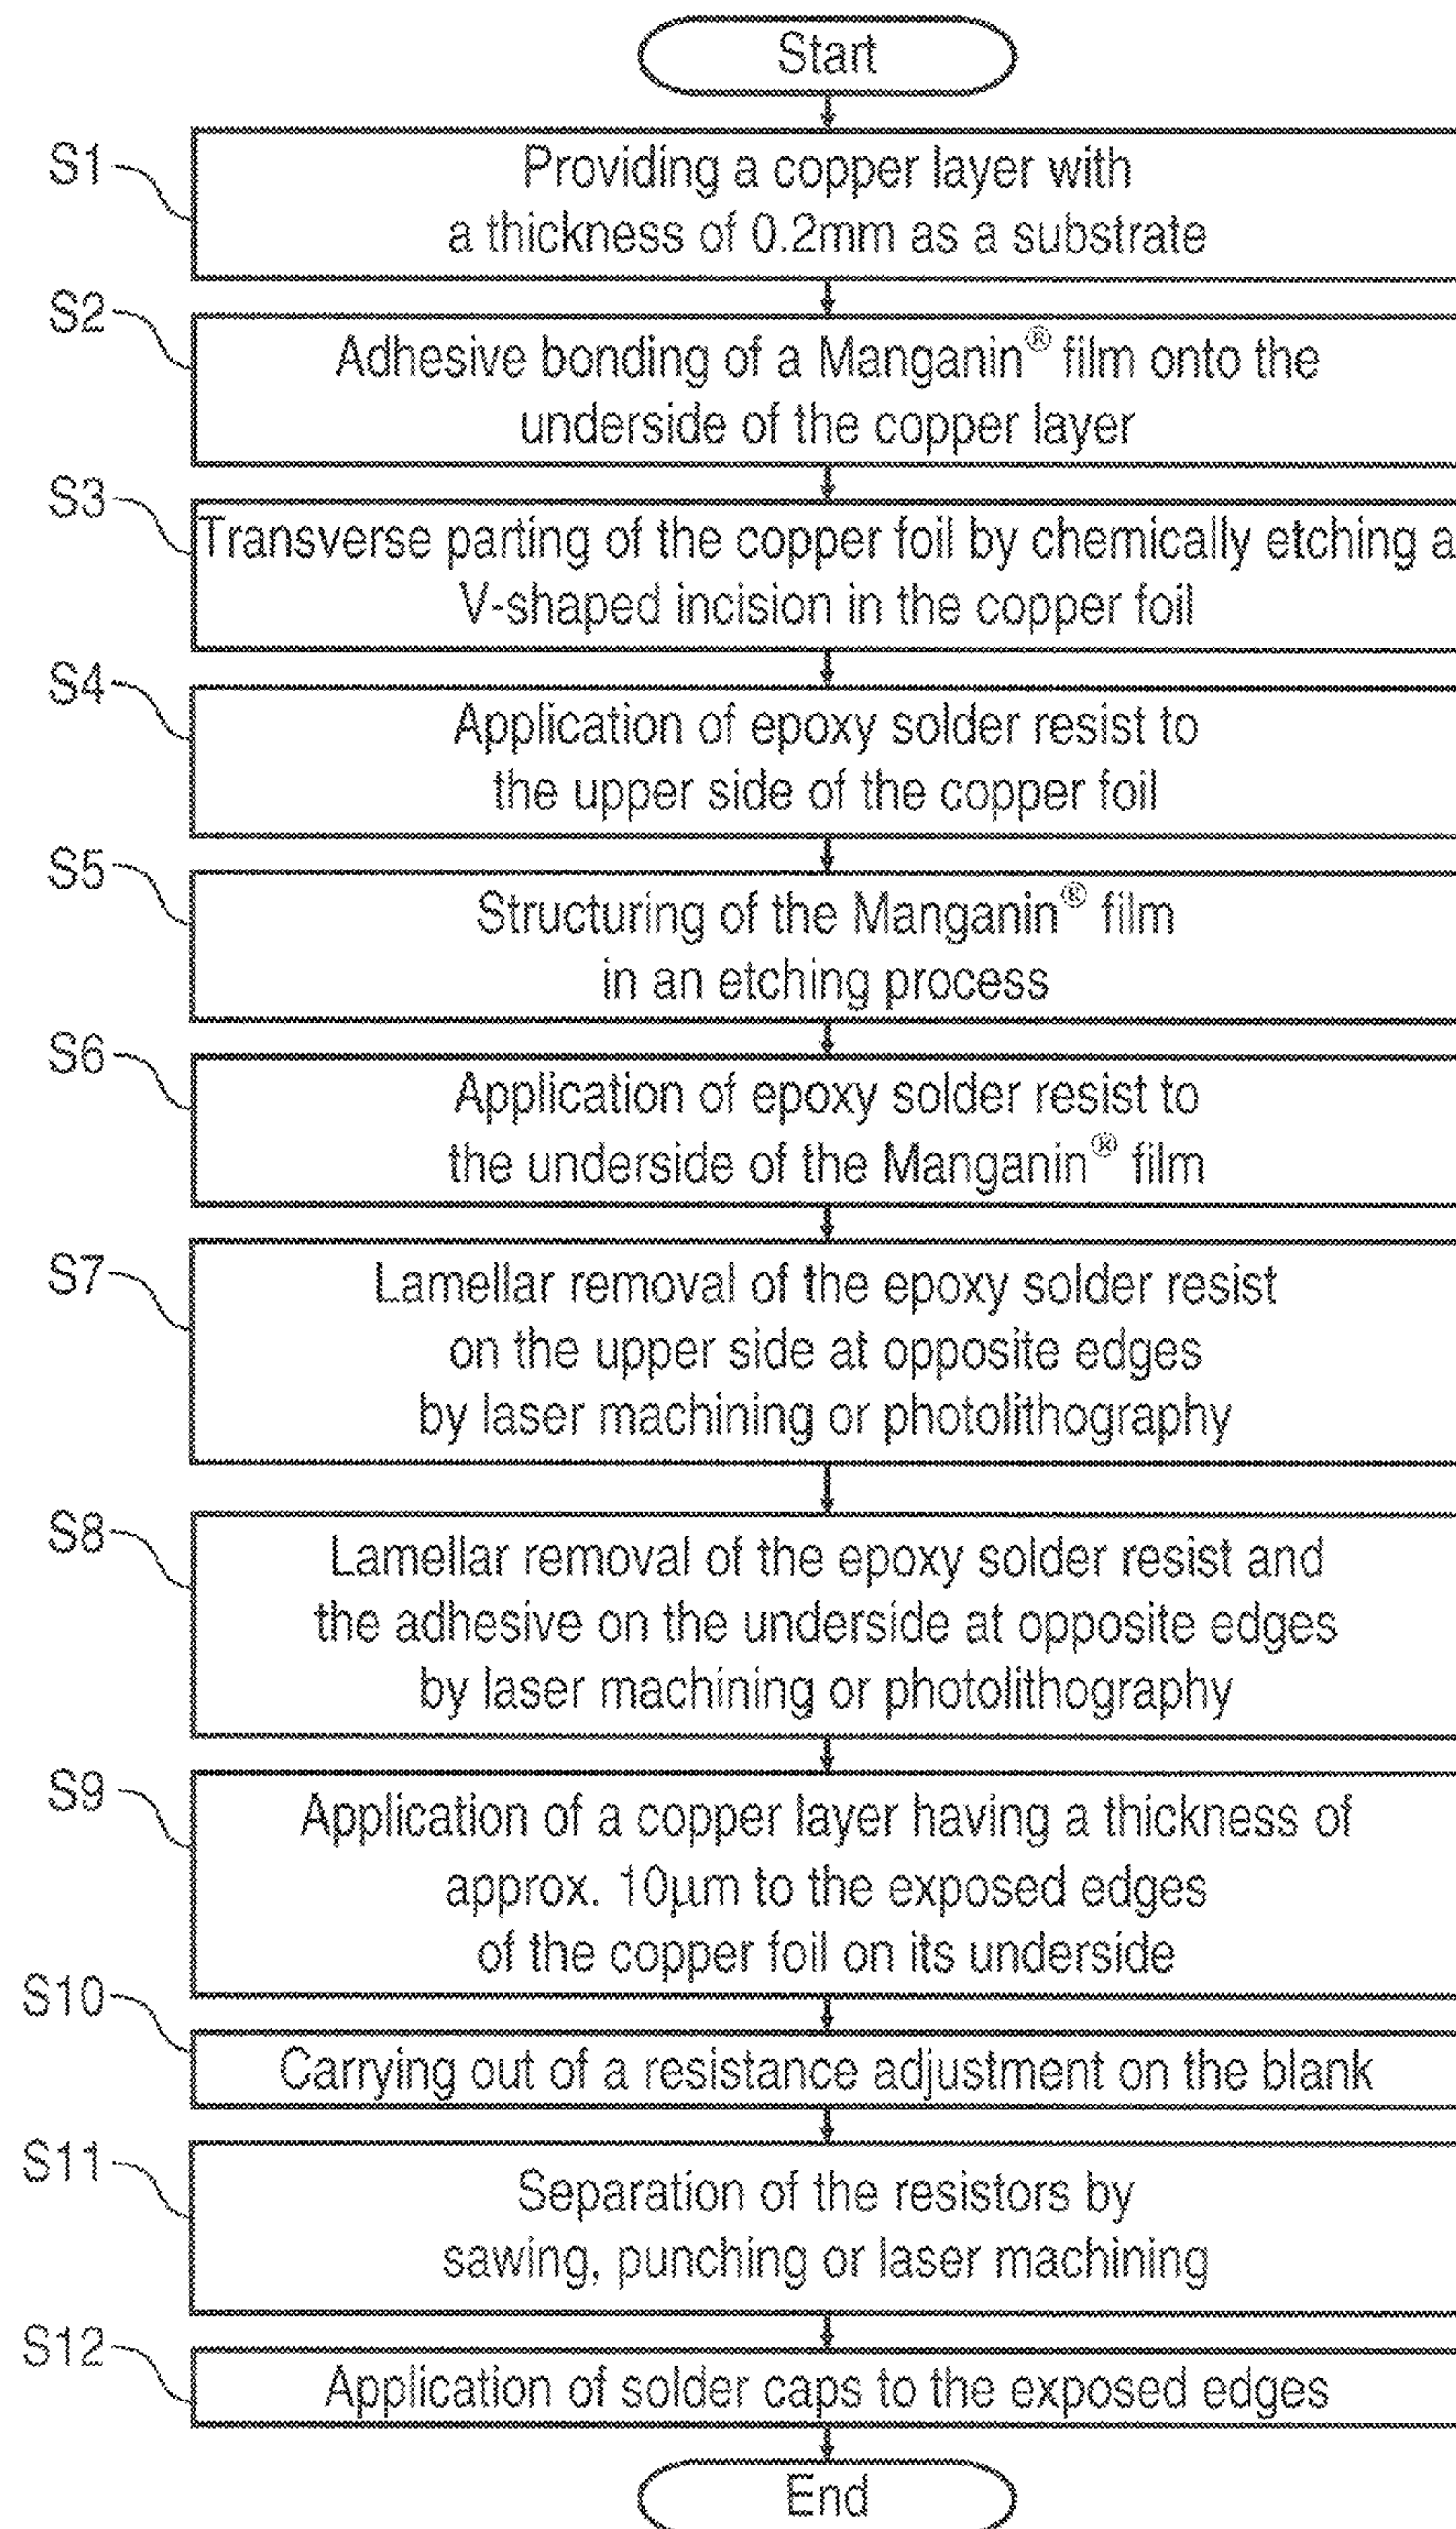 Start
S1
Providing a copper layer with
a thickness of 0.2mm as a substrate
S2
Adhesive bonding of a Manganin® film onto the
underside of the copper layer
S3
Transverse parting of the copper foil by chemically etching a
V-shaped incision in the copper foil
S4
Application of epoxy solder resist to
the upper side of the copper foil
S5
Structuring of the Manganin® film
in an etching process
S6
Application of epoxy solder resist to
the underside of the Manganin® film
S7
Lamellar removal of the epoxy solder resist
on the upper side at opposite edges
by laser machining or photolithography
S8
Lamellar removal of the epoxy solder resist and
the adhesive on the underside at opposite edges
by laser machining or photolithography
S9
Application of a copper layer having a thickness of
approx. 10µm to the exposed edges
of the copper foil on its underside
S10
Carrying out of a resistance adjustment on the blank
S11
Separation of the resistors by
sawing, punching or laser machining
S12
Application of solder caps to the exposed edges
End